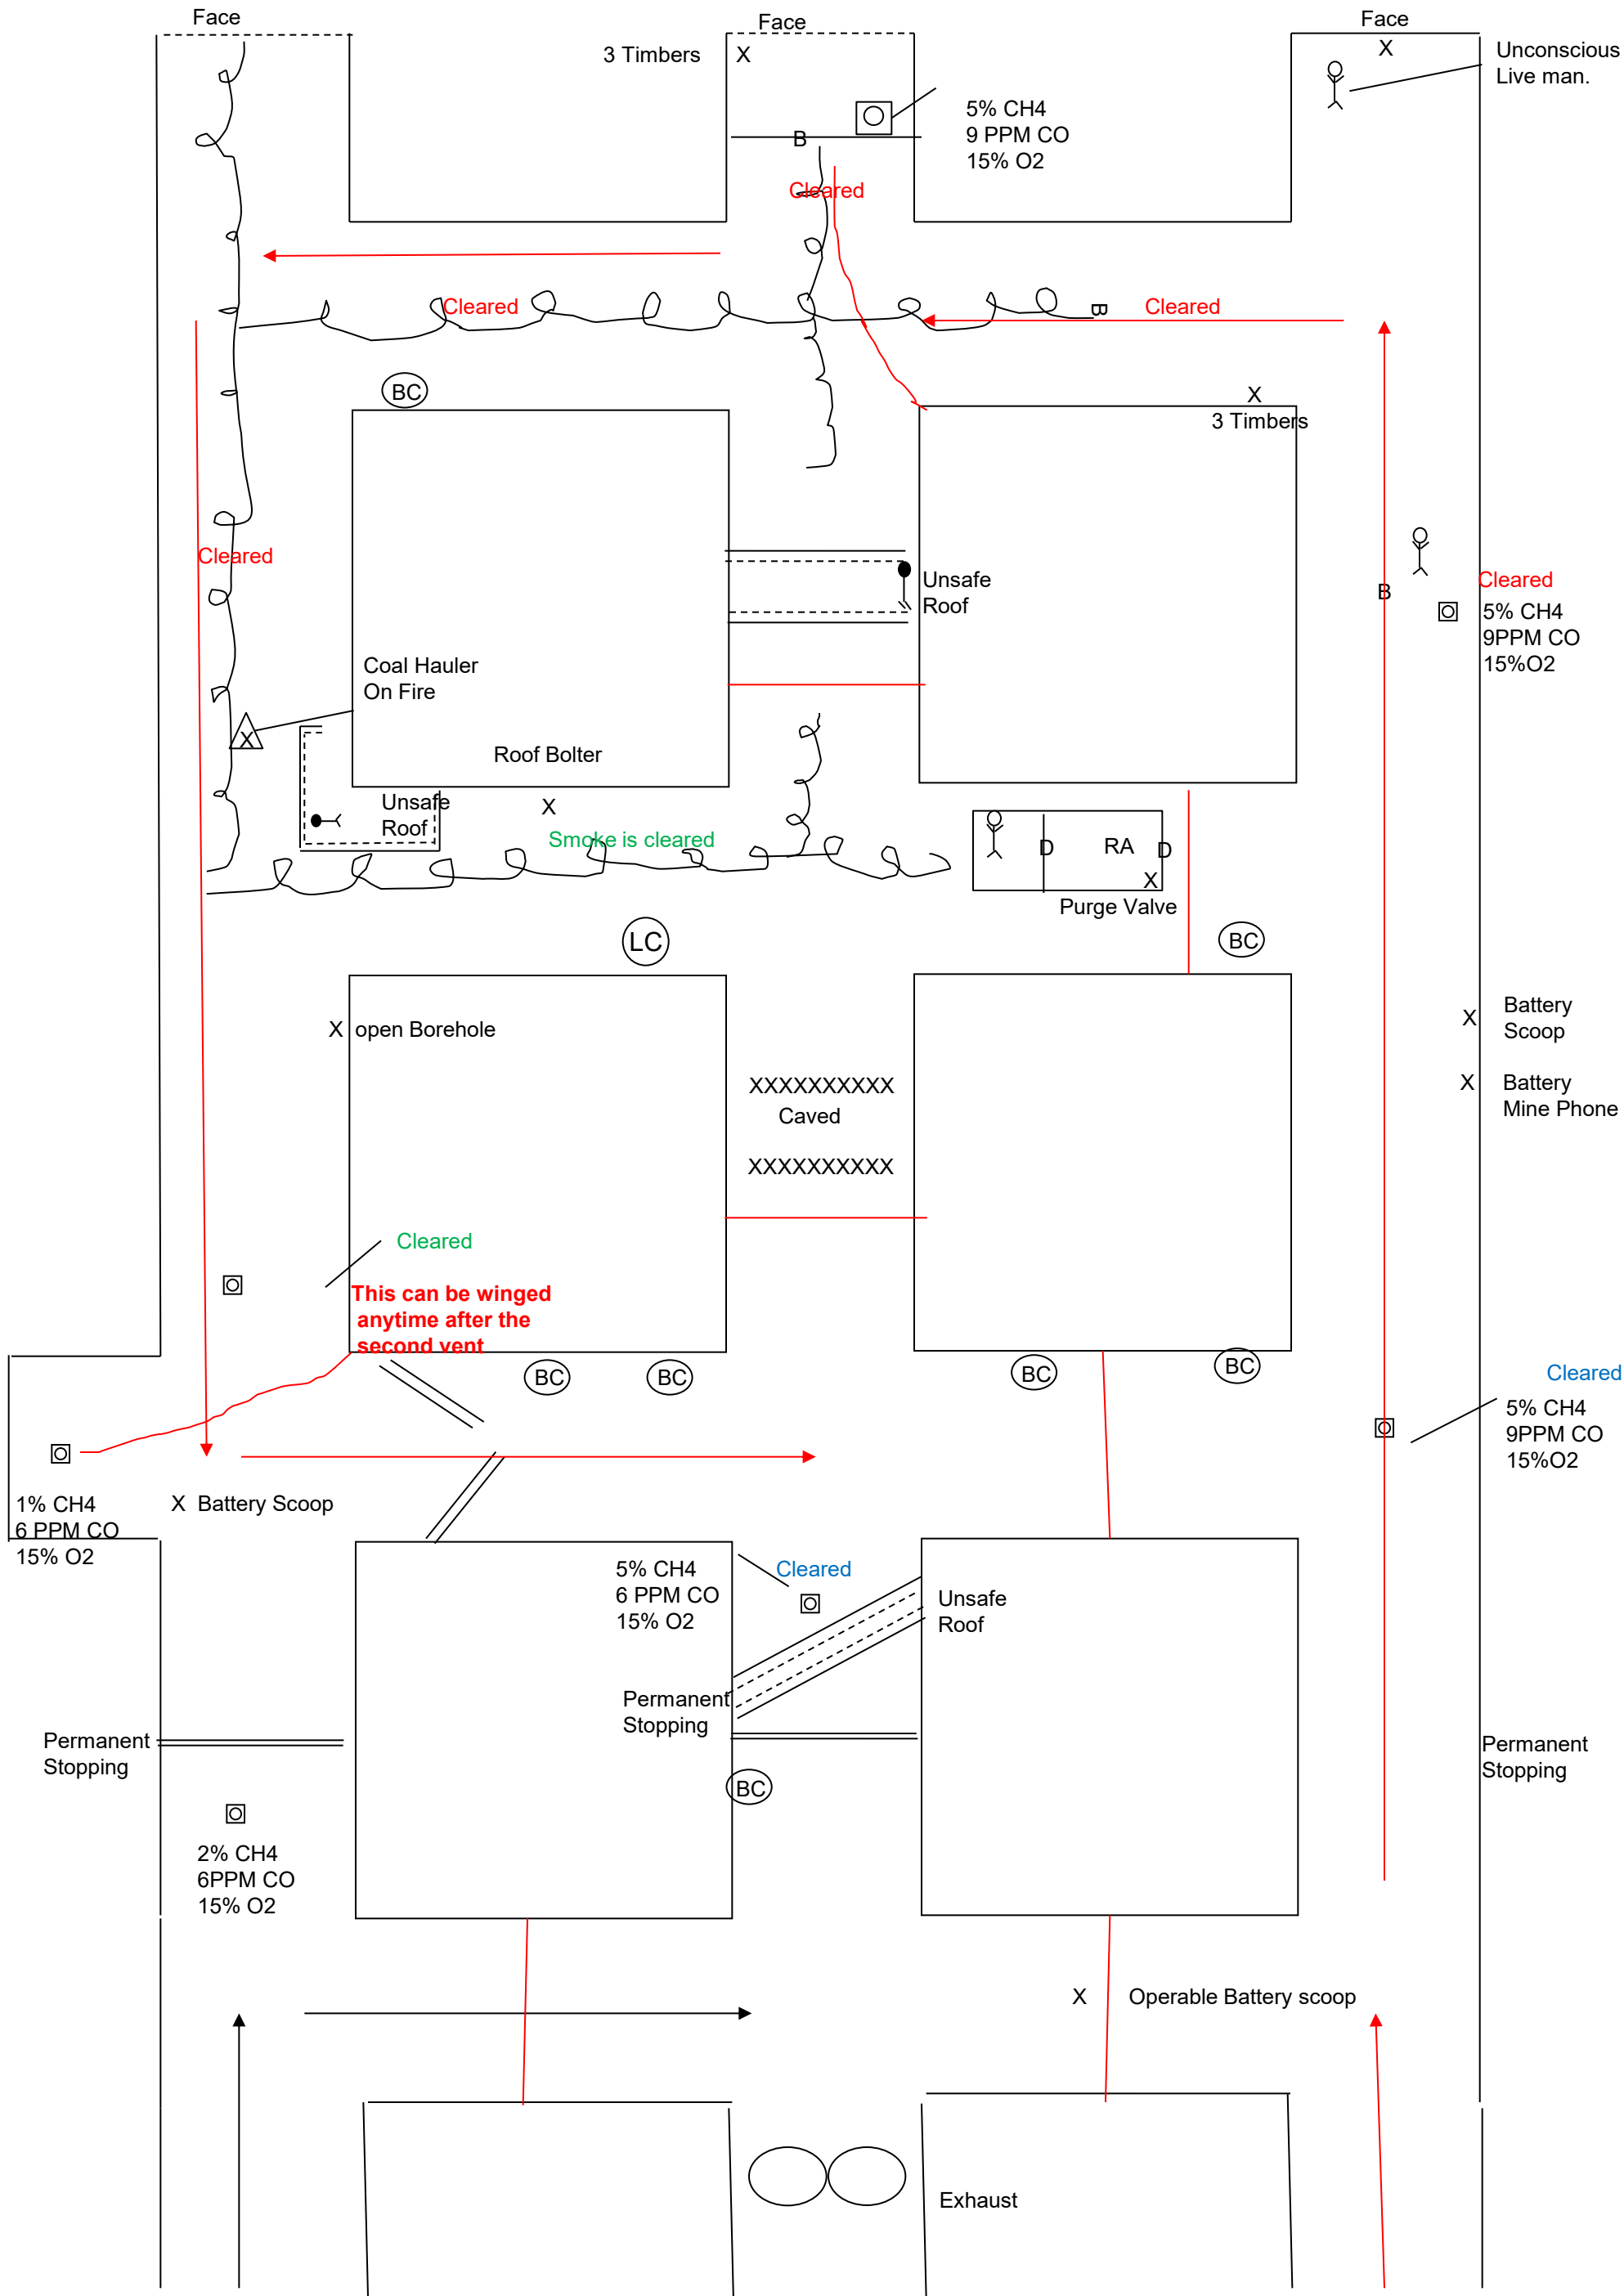 Face
Face
Face
3 Timbers
X
X
Unconscious
Live man.
5% CH4
9 PPM CO
15% O2
B
Cleared
Cleared
B
Cleared
BC
X
3 Timbers
Cleared
Unsafe
Roof
Cleared
B
5% CH4
9PPM CO
15%O2
Coal Hauler
On Fire
X
Roof Bolter
Unsafe
Roof
X
Smoke is cleared
D
RA
D
X
Purge Valve
LC
BC
X open Borehole
X Battery
Scoop
XXXXXXXXXX
Caved
XXXXXXXXXX
X Battery
Mine Phone
Cleared
This can be winged
anytime after the
second vent
BC
BC
BC
BC
Cleared
5% CH4
9PPM CO
15%O2
1% CH4
6 PPM CO
15% O2
X Battery Scoop
5% CH4
6 PPM CO
15% O2
Cleared
Unsafe
Roof
Permanent
Stopping
Permanent
Stopping
Permanent
Stopping
BC
2% CH4
6PPM CO
15% O2
X Operable Battery scoop
Exhaust